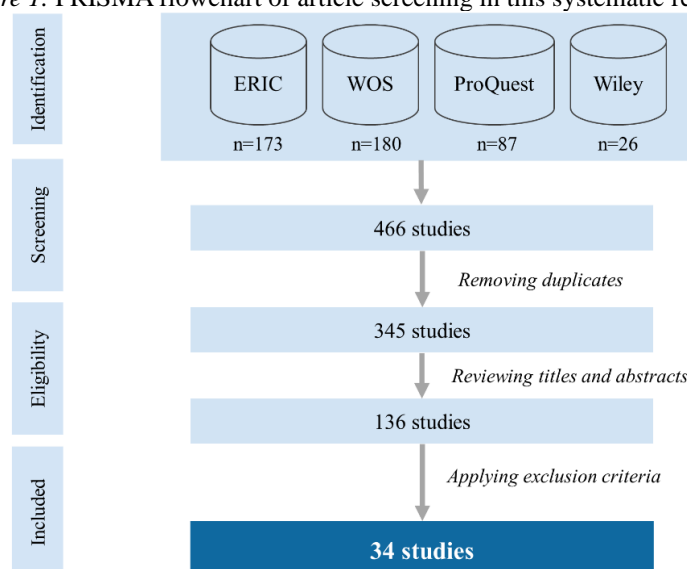 re 1. PRISMA flowchart of article screening in this systematic re
Identification
ERIC
WOS
ProQuest
Wiley
n=173
n=180
n=87
n=26
Screening
466 studies
Removing duplicates
Eligibility
345 studies
Reviewing titles and abstracts
136 studies
Included
Applying exclusion criteria
34 studies